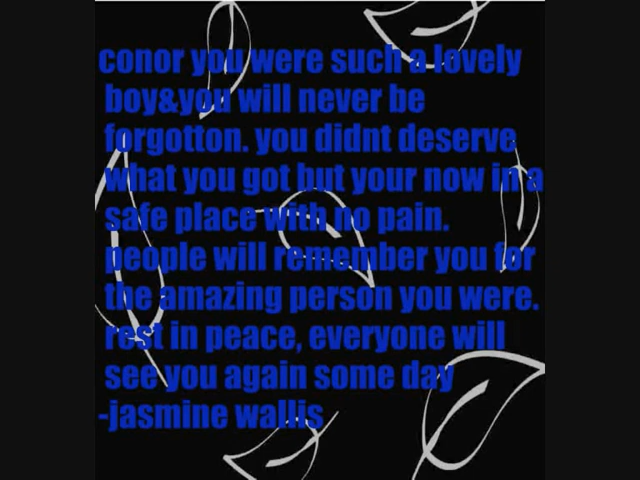 conor you were such a lovely
boy&you will never be
forgotton. you didnt deserve
what you got but your now in a
safe place with no pain.
people will remember you for
the amazing person you were.
rest in peace, everyone will
see you again some day
-jasmine wallis